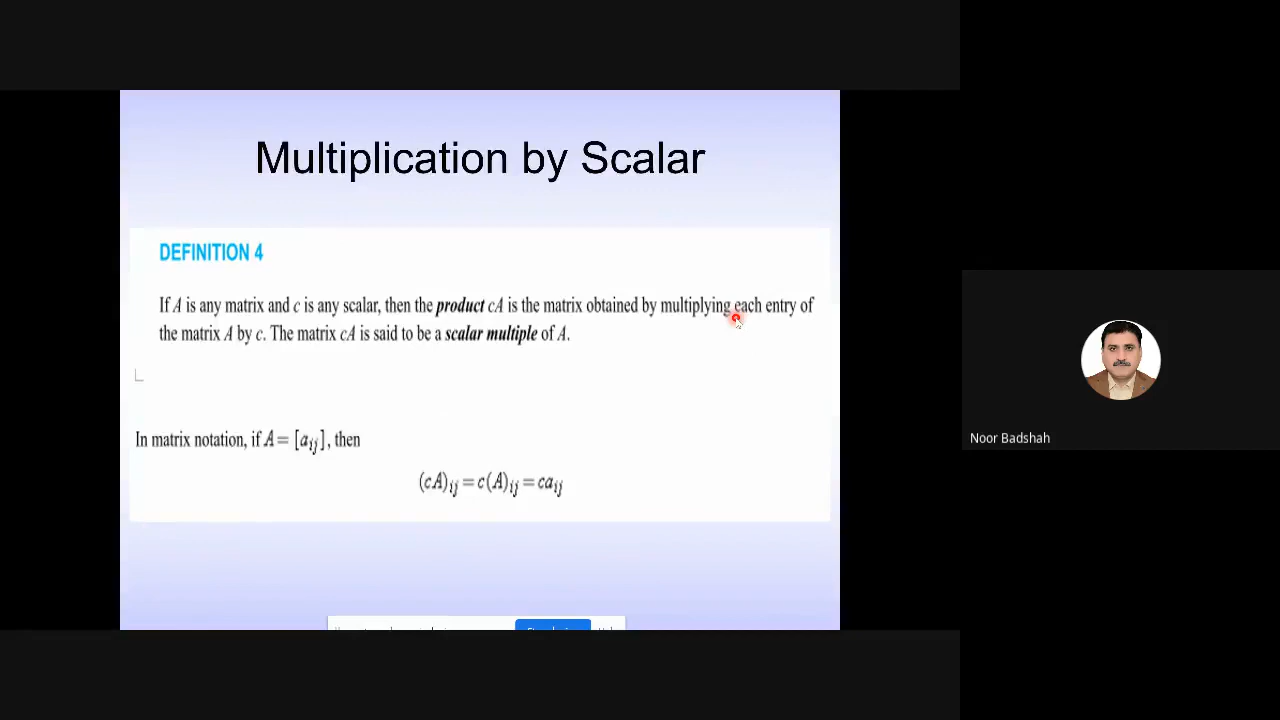 Multiplication by Scalar
DEFINITION 4
If A is any matrix and c is any scalar, then the product cA is the matrix obtained by multiplying each entry of
the matrix A by c. The matrix cA is said to be a scalar multiple of A.
In matrix notation, if A = [aij], then
(cA)ij = c(A)ij = caij
Noor Badshah